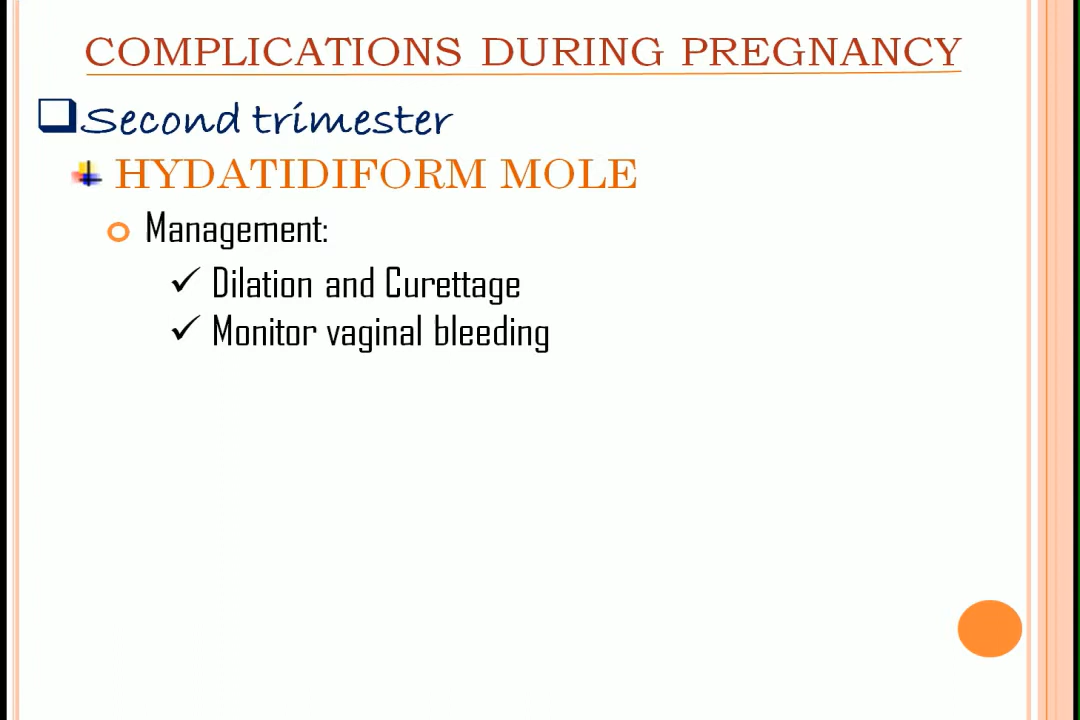 COMPLICATIONS DURING PREGNANCY
Second trimester
HYDATIDIFORM MOLE
Management:
Dilation and Curettage
Monitor vaginal bleeding